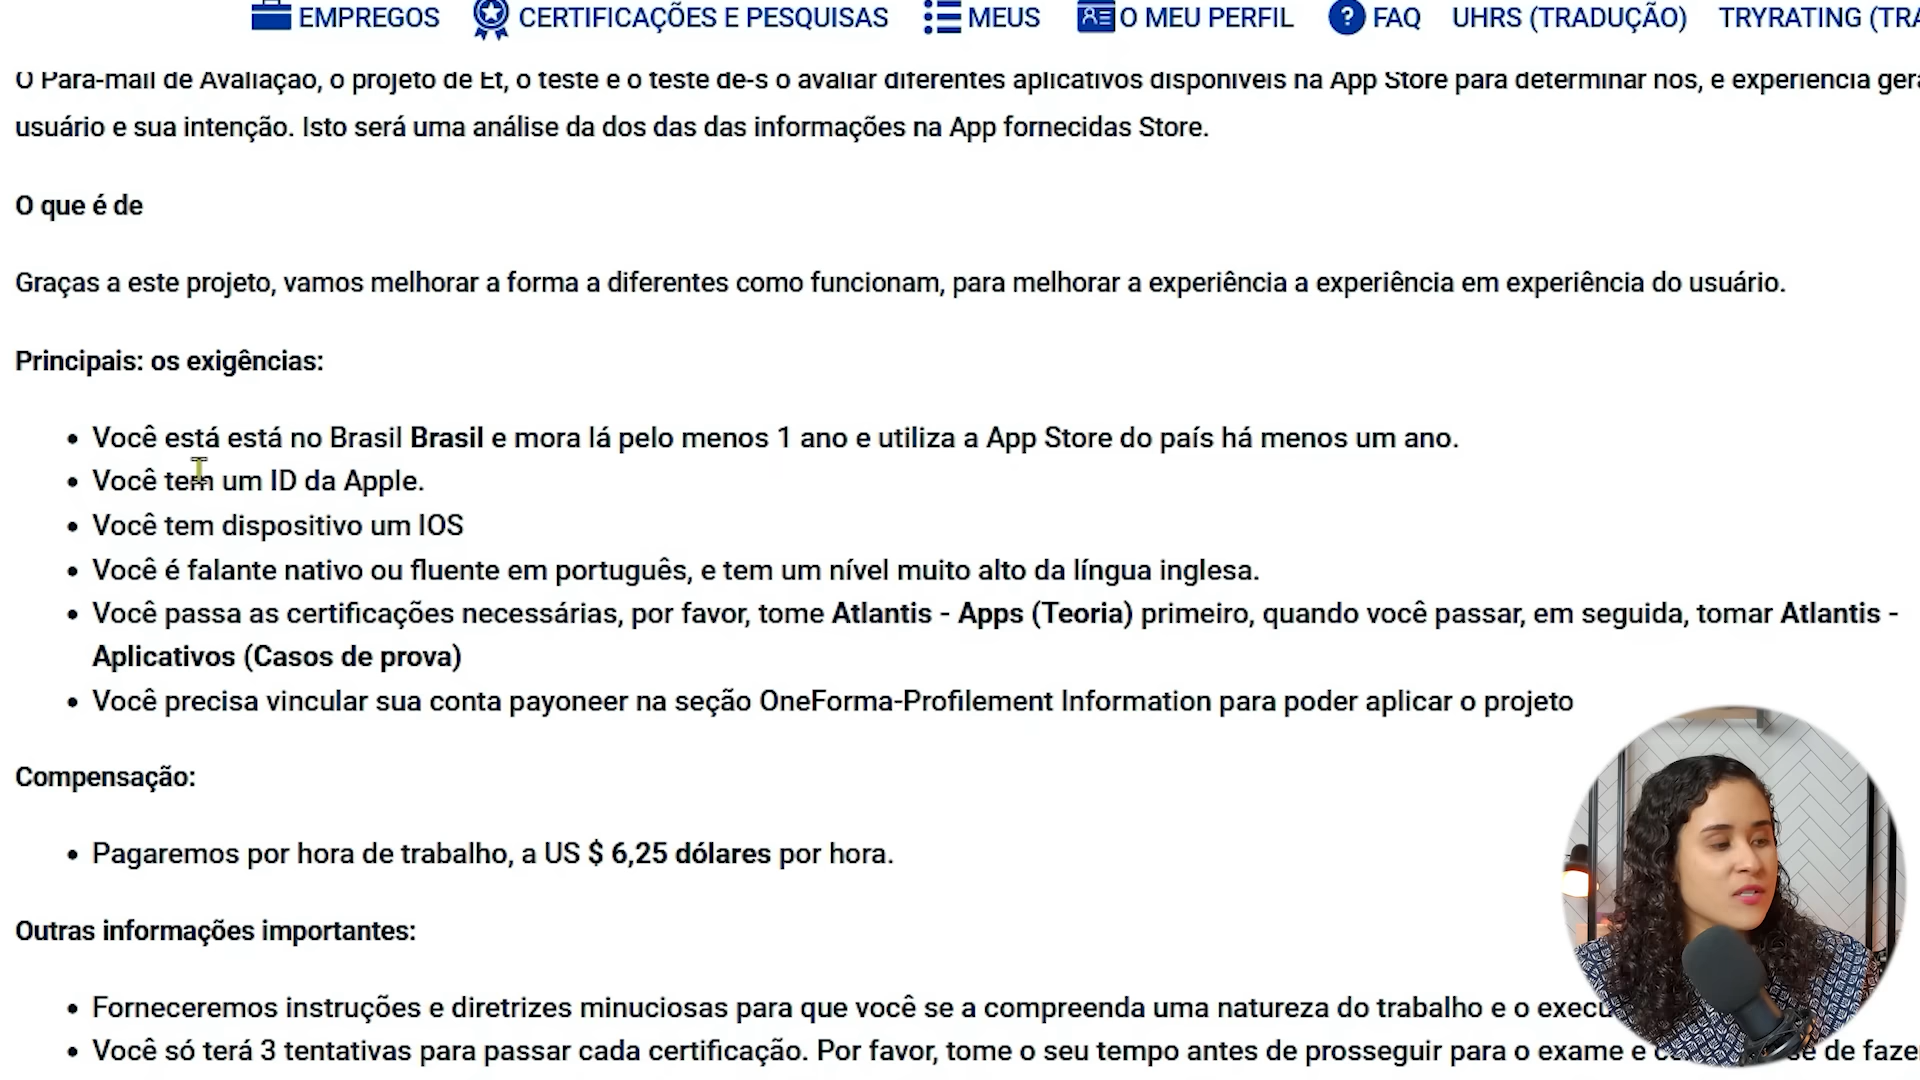 EMPREGOS CERTIFICAÇÕES E PESQUISAS MEUS O MEU PERFIL FAQ UHRS (TRADUÇÃO) TRYRATING (TRA
O Para-mail de Avaliação, o projeto de Et, o teste e o teste de-s o avaliar diferentes aplicativos disponíveis na App Store para determinar nos, e experiência gera
usuário e sua intenção. Isto será uma análise da dos das das informações na App fornecidas Store.
O que é de
Graças a este projeto, vamos melhorar a forma a diferentes como funcionam, para melhorar a experiência a experiência em experiência do usuário.
Principais: os exigências:
• Você está está no Brasil Brasil e mora lá pelo menos 1 ano e utiliza a App Store do país há menos um ano.
• Você tem um ID da Apple.
• Você tem dispositivo um IOS
• Você é falante nativo ou fluente em português, e tem um nível muito alto da língua inglesa.
• Você passa as certificações necessárias, por favor, tome Atlantis - Apps (Teoria) primeiro, quando você passar, em seguida, tomar Atlantis -
Aplicativos (Casos de prova)
• Você precisa vincular sua conta payoneer na seção OneForma-Profilement Information para poder aplicar o projeto
Compensação:
• Pagaremos por hora de trabalho, a US $ 6,25 dólares por hora.
Outras informações importantes:
• Forneceremos instruções e diretrizes minuciosas para que você se a compreenda uma natureza do trabalho e o execu
• Você só terá 3 tentativas para passar cada certificação. Por favor, tome o seu tempo antes de prosseguir para o exame e se de faze